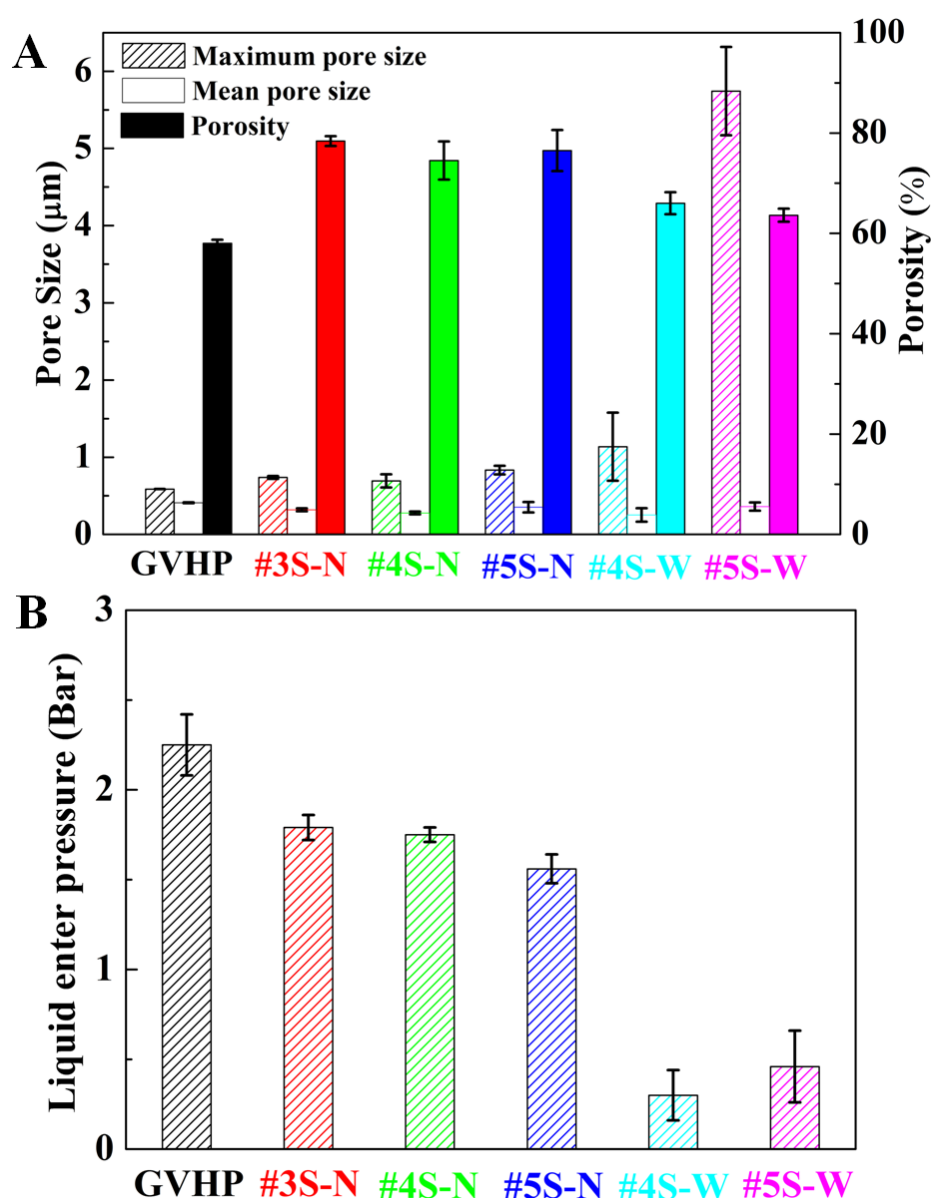 A
Maximum pore size
Mean pore size
Porosity
Pore Size (μm)
0
1
2
3
4
5
6
Porosity (%)
0
20
40
60
80
100
GVHP #3S-N #4S-N #5S-N #4S-W #5S-W
B
Liquid enter pressure (Bar)
0
1
2
3
GVHP #3S-N #4S-N #5S-N #4S-W #5S-W